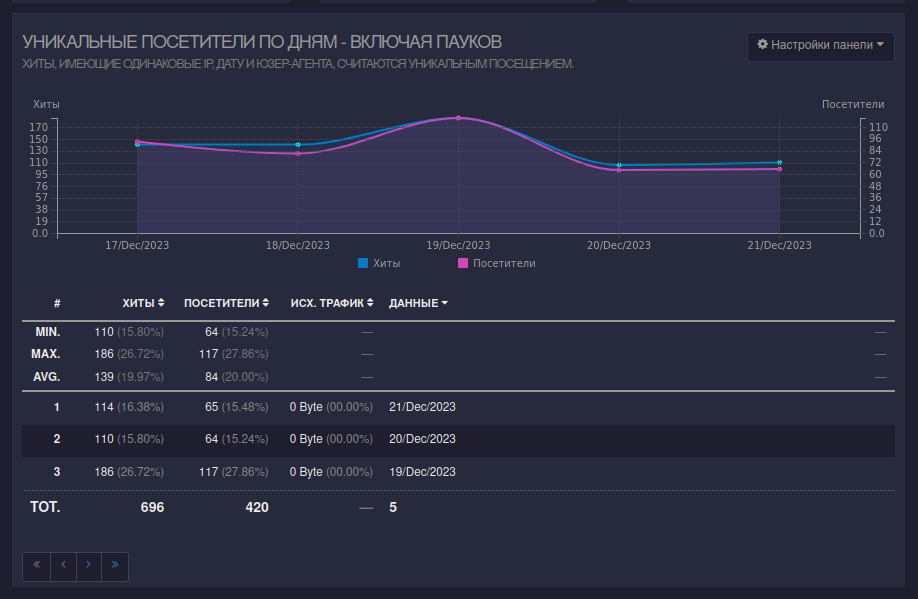 УНИКАЛЬНЫЕ ПОСЕТИТЕЛИ ПО ДНЯМ - ВКЛЮЧАЯ ПАУКОВ
Настройки панели
ХИТЫ, ИМЕЮЩИЕ ОДИНАКОВЫЕ IP, ДАТУ И ЮЗЕР-АГЕНТА, СЧИТАЮТСЯ УНИКАЛЬНЫМ ПОСЕЩЕНИЕМ.
Хиты Посетители
170 110
150 96
130 84
110 72
95 60
76 48
57 36
38 24
19 12
0.0 0.0
17/Dec/2023 18/Dec/2023 19/Dec/2023 20/Dec/2023 21/Dec/2023
Хиты Посетители
# ХИТЫ ПОСЕТИТЕЛИ ИСХ. ТРАФИК ДАННЫЕ
MIN. 110 (15.80%) 64 (15.24%) — —
MAX. 186 (26.72%) 117 (27.86%) — —
AVG. 139 (19.97%) 84 (20.00%) — —
1 114 (16.38%) 65 (15.48%) 0 Byte (00.00%) 21/Dec/2023
2 110 (15.80%) 64 (15.24%) 0 Byte (00.00%) 20/Dec/2023
3 186 (26.72%) 117 (27.86%) 0 Byte (00.00%) 19/Dec/2023
TOT. 696 420 — 5
« ‹ › »